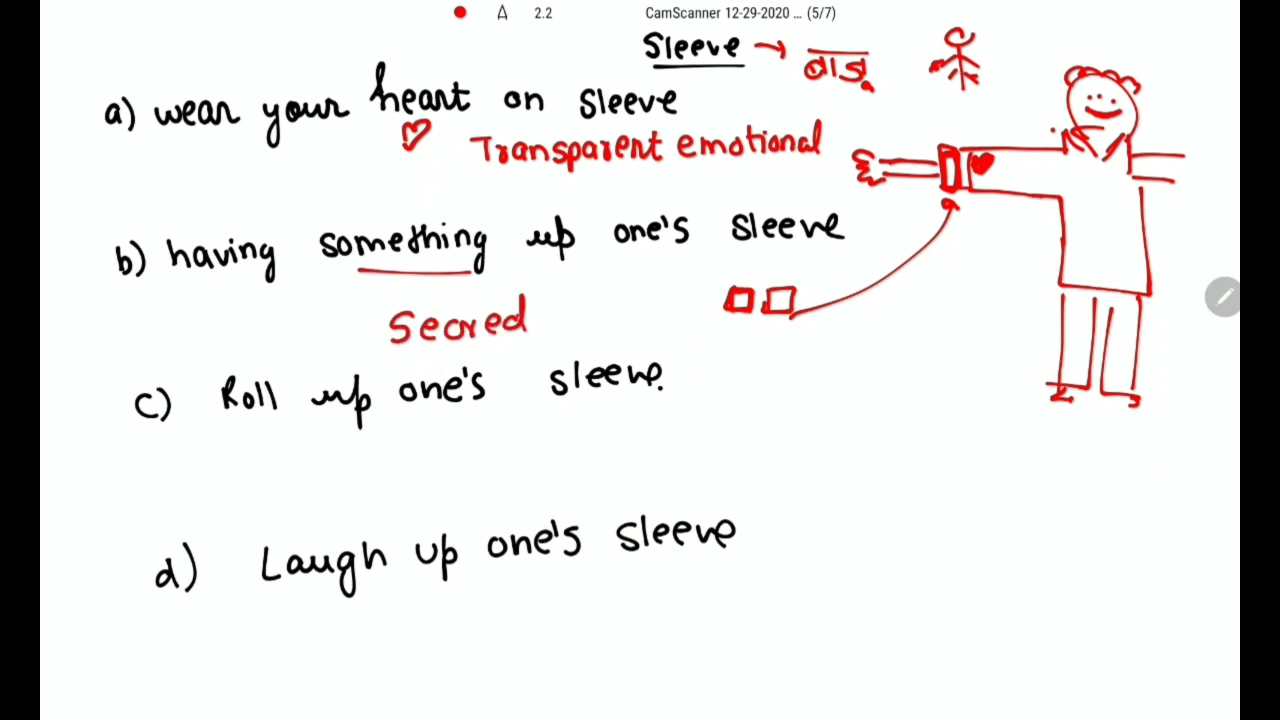 A 2.2 CamScanner 12-29-2020 ... (5/7)
Sleeve →
a) wear your heart on sleeve
Transparent emotional
b) having something up one's sleeve
Secred
c) Roll up one's sleeve.
d) Laugh up one's sleeve